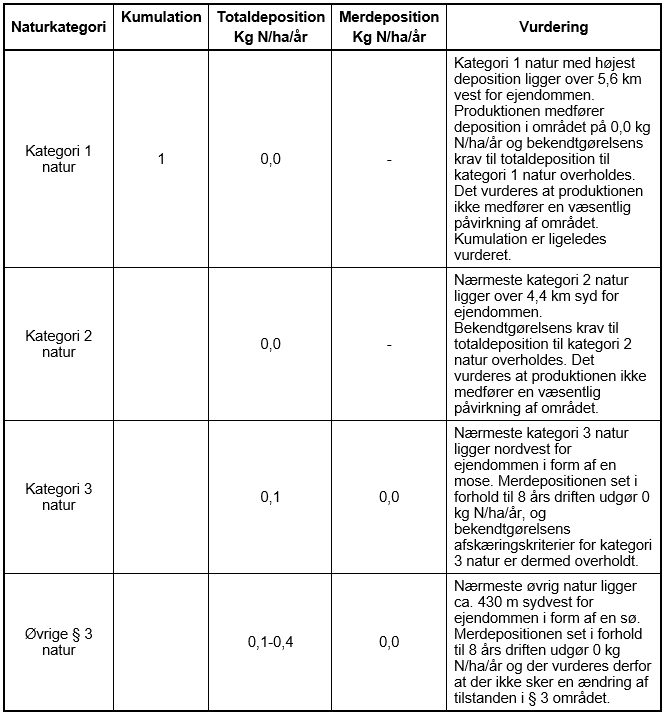 Naturkategori
Kumulation
Totaldeposition
Kg N/ha/år
Merdeposition
Kg N/ha/år
Vurdering
Kategori 1
natur
1
0,0
-
Kategori 1 natur med højest
deposition ligger over 5,6 km
vest for ejendommen.
Produktionen medfører
deposition i området på 0,0 kg
N/ha/år og bekendtgørelsens
krav til totaldeposition til
kategori 1 natur overholdes.
Det vurderes at produktionen
ikke medfører en væsentlig
påvirkning af området.
Kumulation er ligeledes
vurderet.
Kategori 2
natur
0,0
-
Nærmeste kategori 2 natur
ligger over 4,4 km syd for
ejendommen.
Bekendtgørelsens krav til
totaldeposition til kategori 2
natur overholdes. Det
vurderes at produktionen ikke
medfører en væsentlig
påvirkning af området.
Kategori 3
natur
0,1
0,0
Nærmeste kategori 3 natur
ligger nordvest for
ejendommen i form af en
mose. Merdepositionen set i
forhold til 8 års driften udgør 0
kg N/ha/år, og
bekendtgørelsens
afskæringskriterier for kategori
3 natur er dermed overholdt.
Øvrige § 3
natur
0,1-0,4
0,0
Nærmeste øvrig natur ligger
ca. 430 m sydvest for
ejendommen i form af en sø.
Merdepositionen set i forhold
til 8 års driften udgør 0 kg
N/ha/år og der vurderes derfor
at der ikke sker en ændring af
tilstanden i § 3 området.